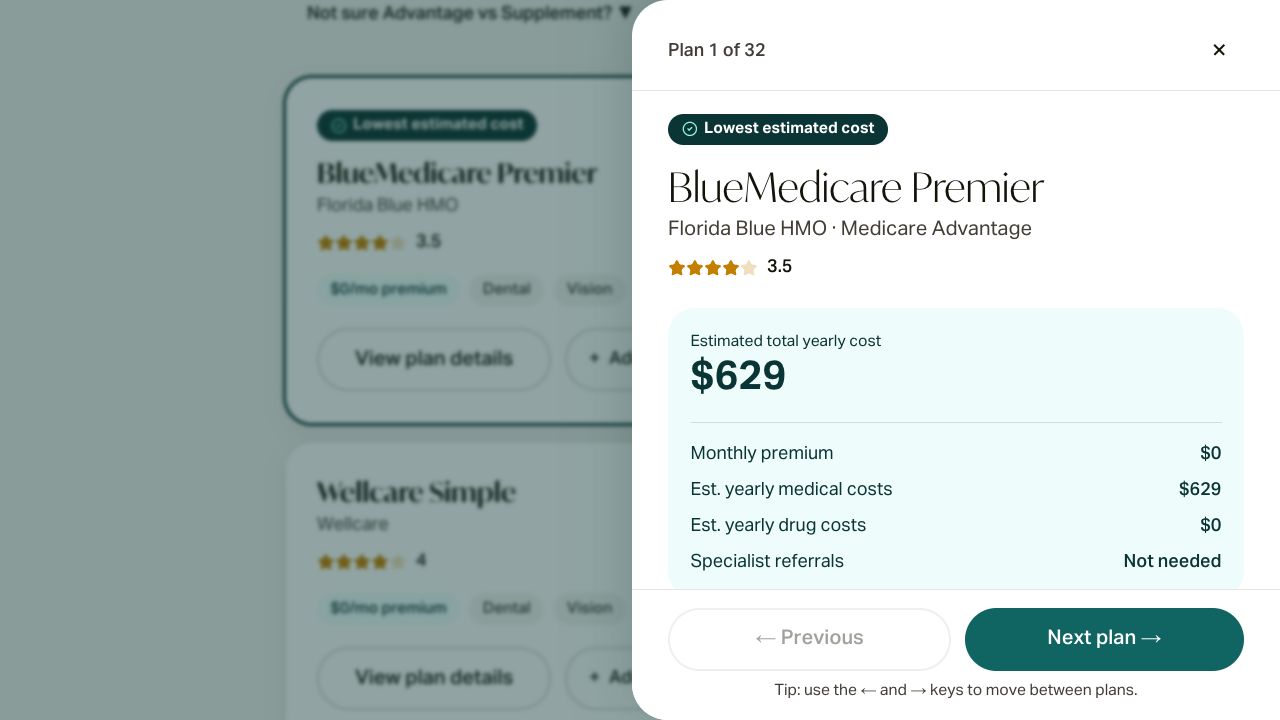 Not sure Advantage vs Supplement? ▼
Lowest estimated cost
BlueMedicare Premier
Florida Blue HMO
3.5
$0/mo premium Dental Vision
View plan details + Ad
Wellcare Simple
Wellcare
4
$0/mo premium Dental Vision
View plan details + Ad
Plan 1 of 32 ✕
Lowest estimated cost
BlueMedicare Premier
Florida Blue HMO · Medicare Advantage
3.5
Estimated total yearly cost
$629
Monthly premium $0
Est. yearly medical costs $629
Est. yearly drug costs $0
Specialist referrals Not needed
← Previous Next plan →
Tip: use the ← and → keys to move between plans.